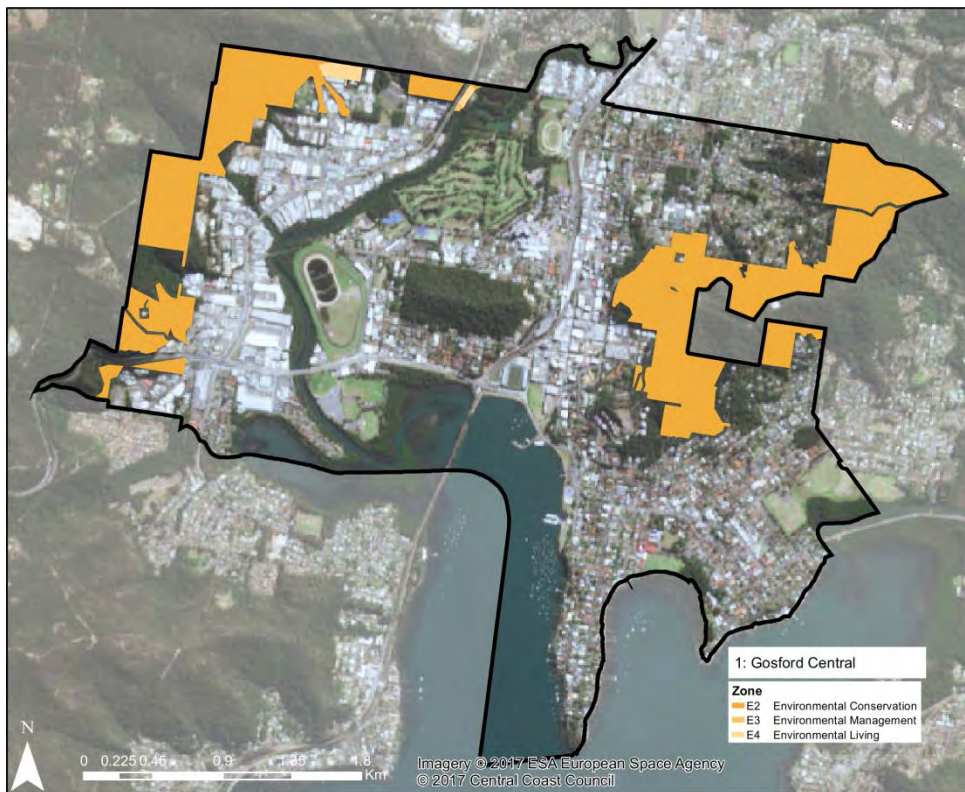 1: Gosford Central
Zone
E2 Environmental Conservation
E3 Environmental Management
E4 Environmental Living
N
0 0.225 0.45 0.9 1.35 1.8
Km
Imagery © 2017 ESA European Space Agency
© 2017 Central Coast Council